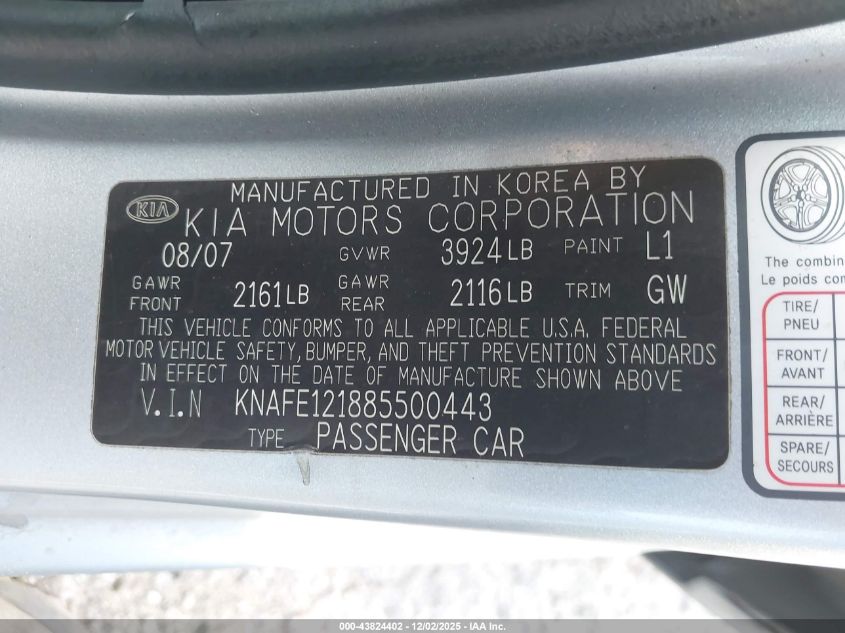 MANUFACTURED IN KOREA BY
KIA KIA MOTORS CORPORATION
08/07 GVWR 3924LB PAINT L1
GAWR FRONT 2161LB GAWR REAR 2116LB TRIM GW
THIS VEHICLE CONFORMS TO ALL APPLICABLE U.S.A. FEDERAL
MOTOR VEHICLE SAFETY, BUMPER, AND THEFT PREVENTION STANDARDS
IN EFFECT ON THE DATE OF MANUFACTURE SHOWN ABOVE
V.I.N KNAFE121885500443
TYPE PASSENGER CAR
The combin
Le poids com
TIRE/
PNEU
FRONT/
AVANT
REAR/
ARRIÈRE
SPARE/
SECOURS
000-43824402 - 12/02/2025 - IAA Inc.